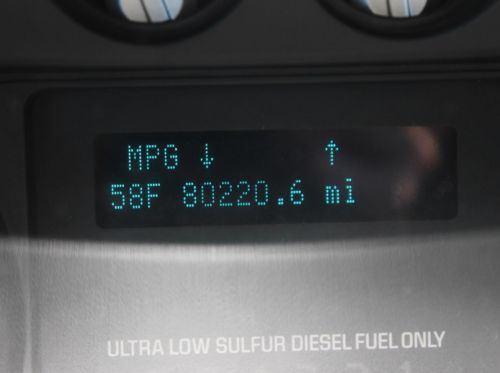 MPG ↓ ↑
58F 80220.6 mi
ULTRA LOW SULFUR DIESEL FUEL ONLY